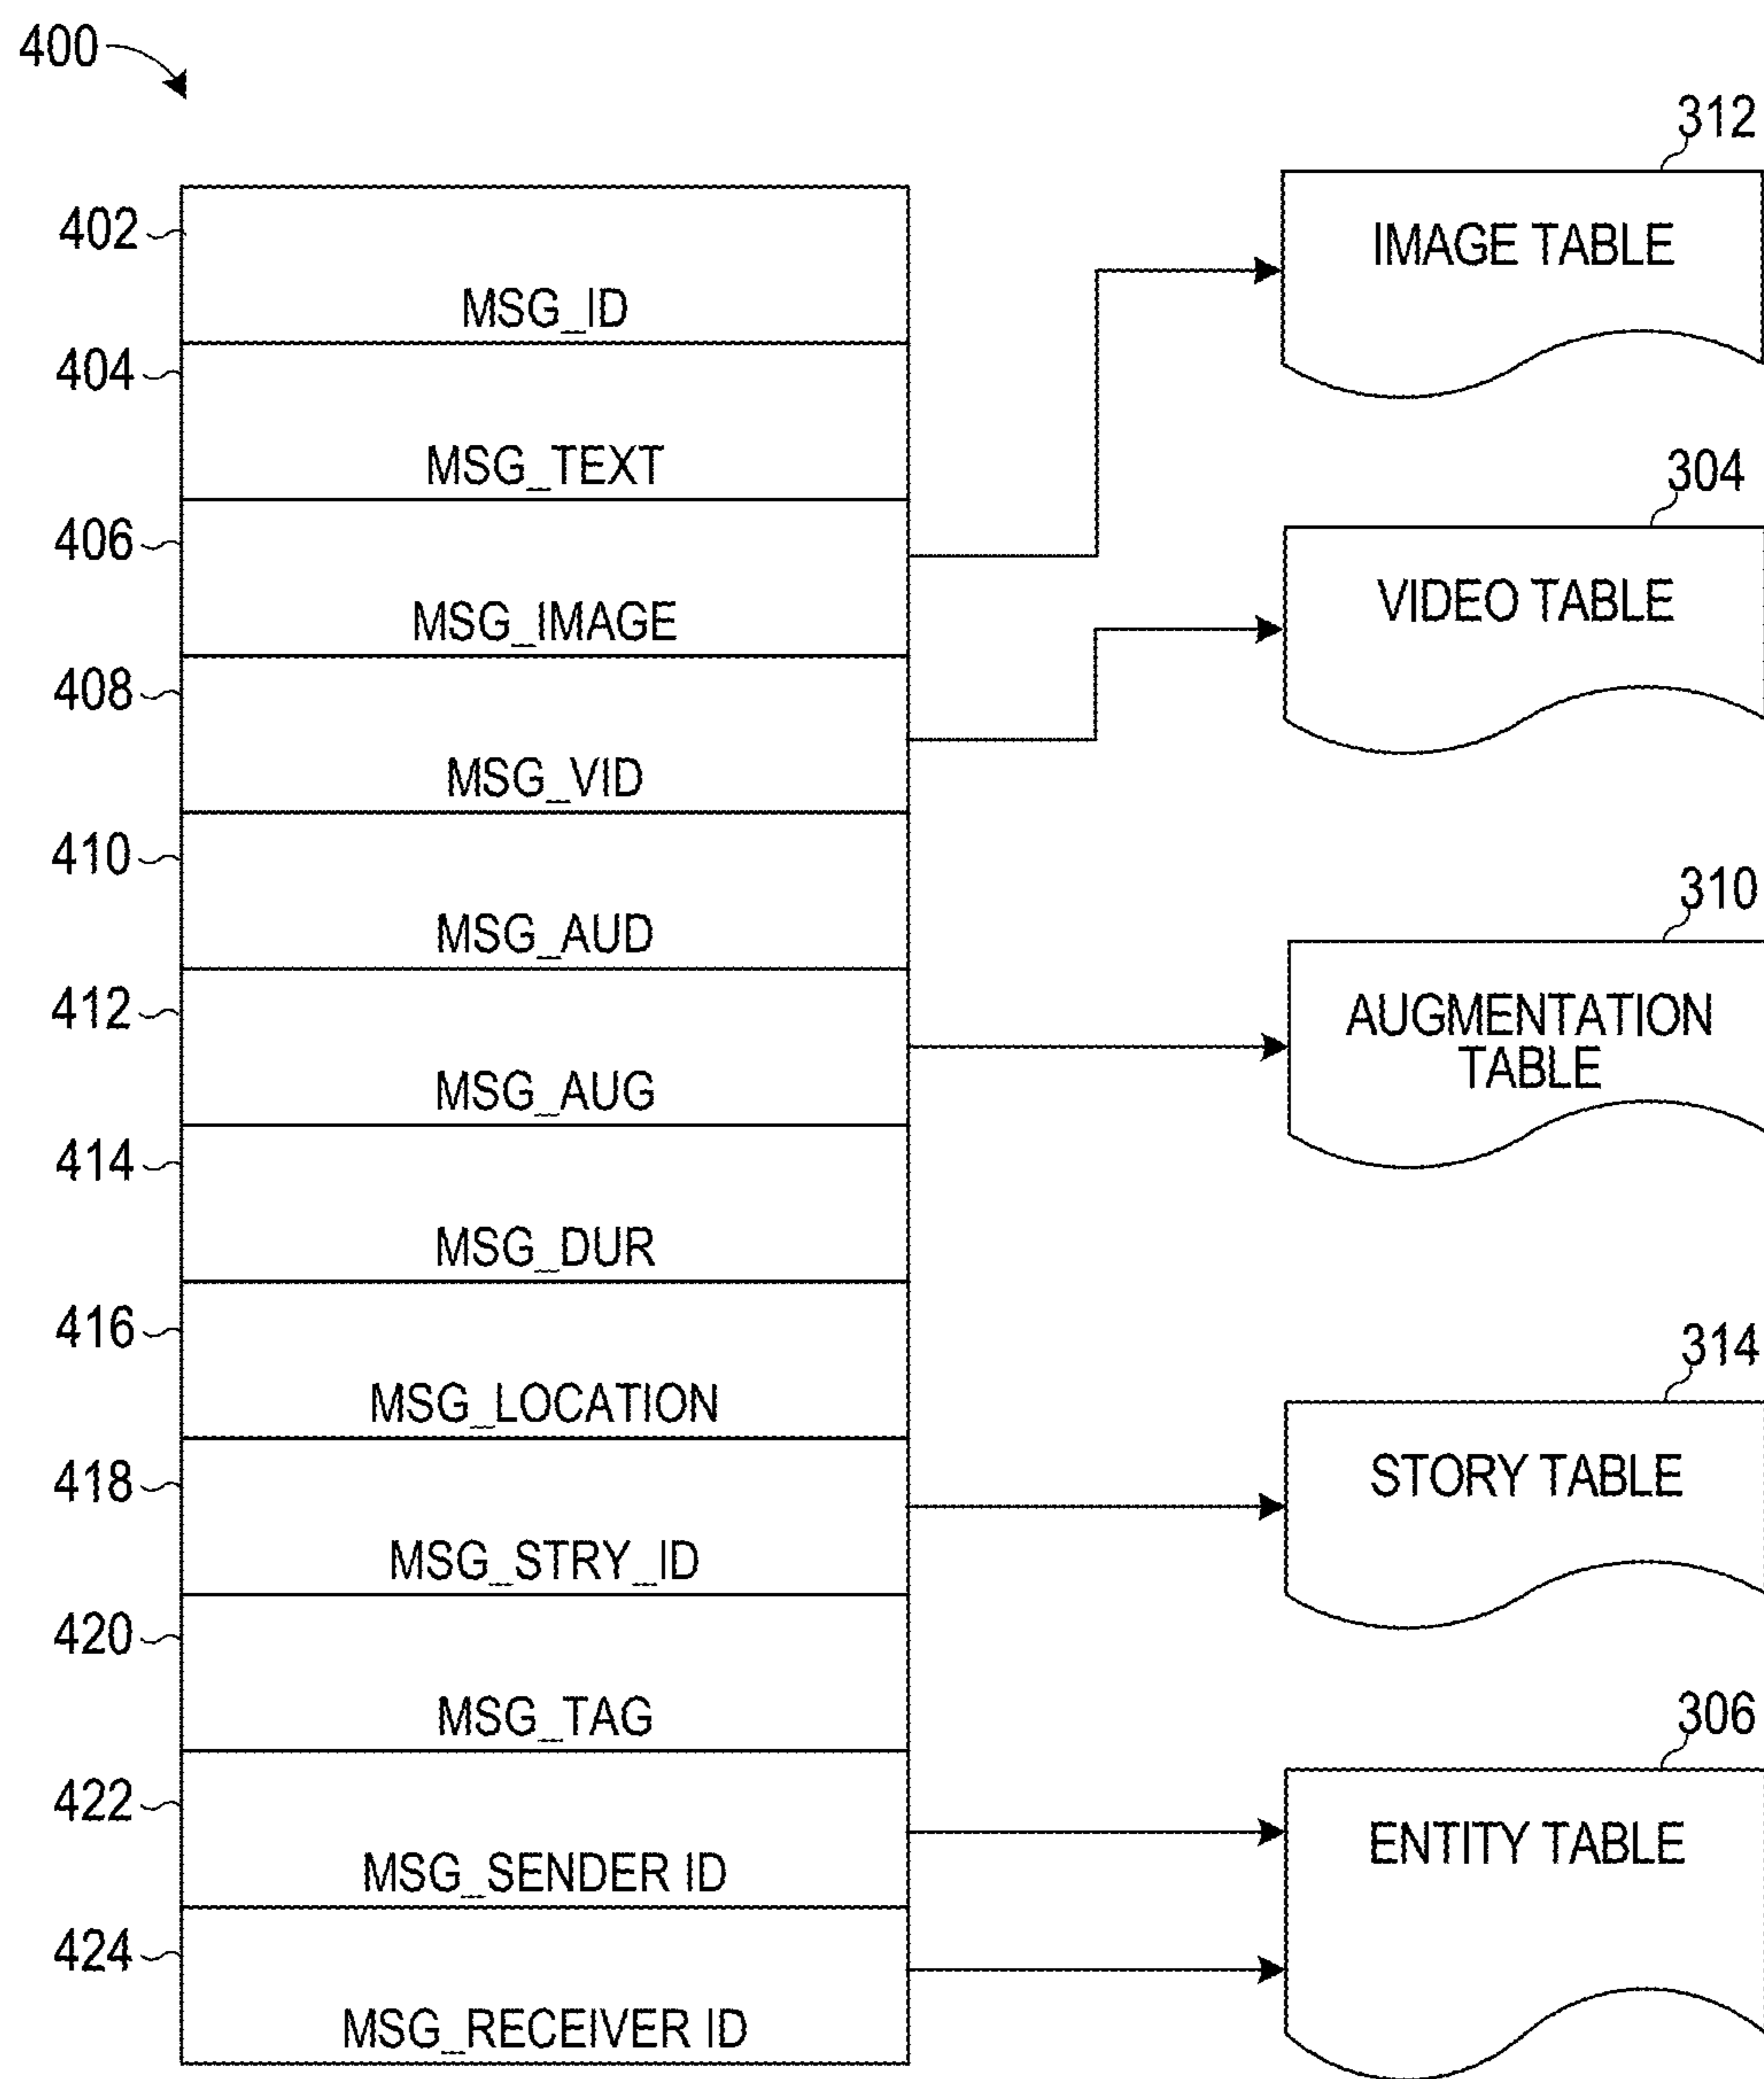 400
402
MSG_ID
404
MSG_TEXT
406
MSG_IMAGE
408
MSG_VID
410
MSG_AUD
412
MSG_AUG
414
MSG_DUR
416
MSG_LOCATION
418
MSG_STRY_ID
420
MSG_TAG
422
MSG_SENDER ID
424
MSG_RECEIVER ID
312
IMAGE TABLE
304
VIDEO TABLE
310
AUGMENTATION
TABLE
314
STORY TABLE
306
ENTITY TABLE